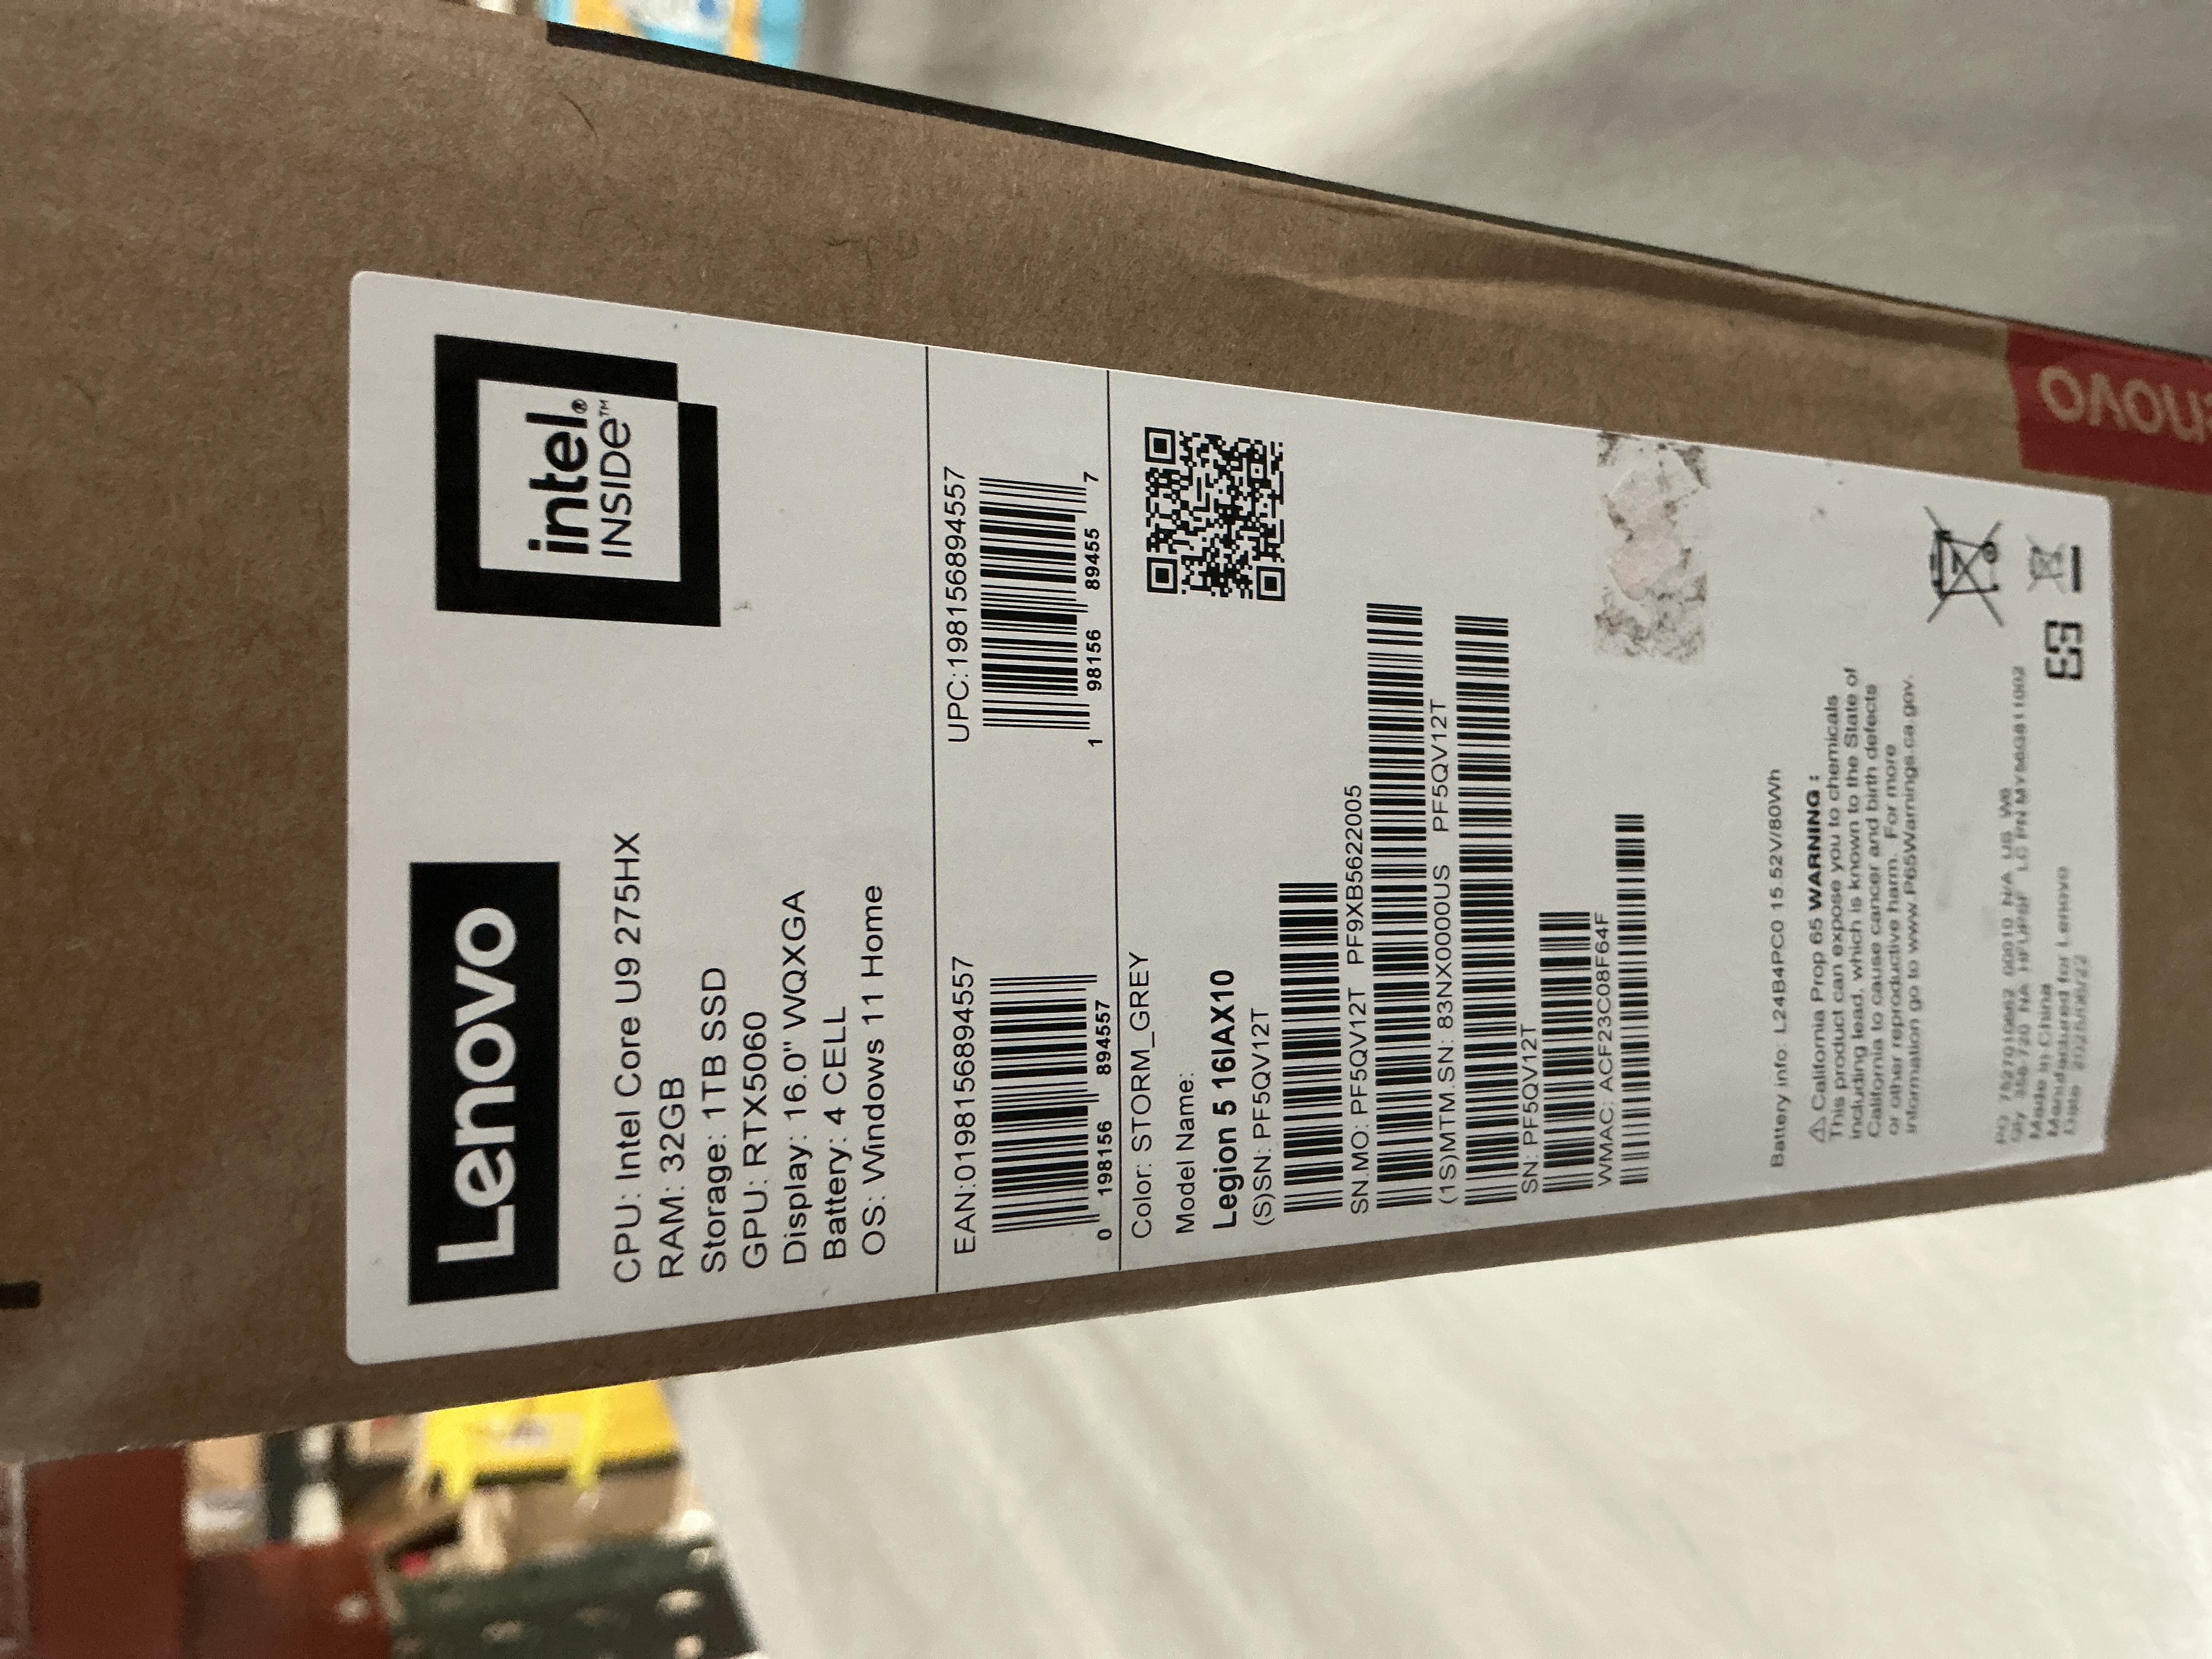 Lenovo
intel®
INSIDE™
CPU: Intel Core U9 275HX
RAM: 32GB
Storage: 1TB SSD
GPU: RTX5060
Display: 16.0" WQXGA
Battery: 4 CELL
OS: Windows 11 Home
EAN:0198156894557
0 198156 894557
UPC:198156894557
1 98156 89455 7
Color: STORM_GREY
Model Name:
Legion 5 16IAX10
(S)SN: PF5QV12T
SN.MO: PF5QV12T PF9XB5622005
(1S)MTM.SN: 83NX0000US PF5QV12T
SN: PF5QV12T
WMAC: ACF23C08F64F
Battery info: L24B4PC0 15.52V/80Wh
⚠ California Prop 65 WARNING :
This product can expose you to chemicals
including lead, which is known to the State of
California to cause cancer and birth defects
or other reproductive harm. For more
information go to www.P65Warnings.ca.gov.
Made in China
Manufactured for Lenovo
Date 2025/06/22
novo